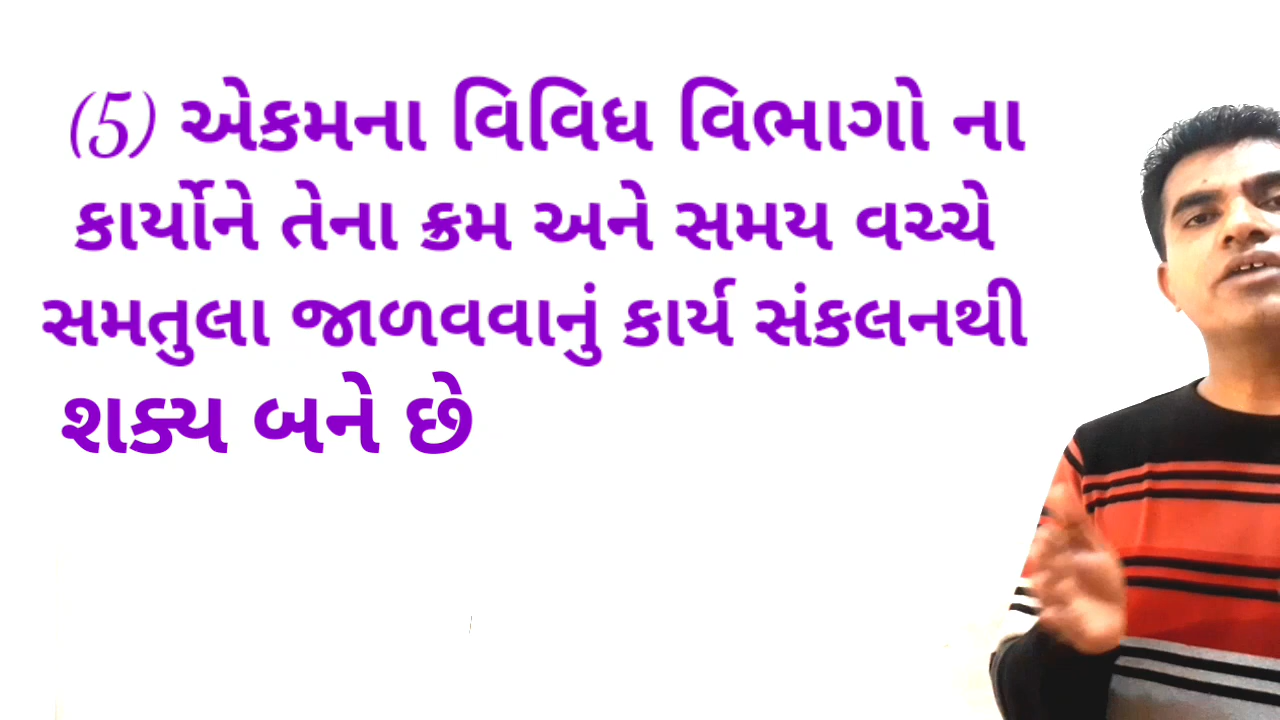 (5) એકમના વિવિધ વિભાગો ના
કાર્યોને તેના ક્રમ અને સમય વચ્ચે
સમતુલા જાળવવાનું કાર્ય સંકલનથી
શક્ય બને છે